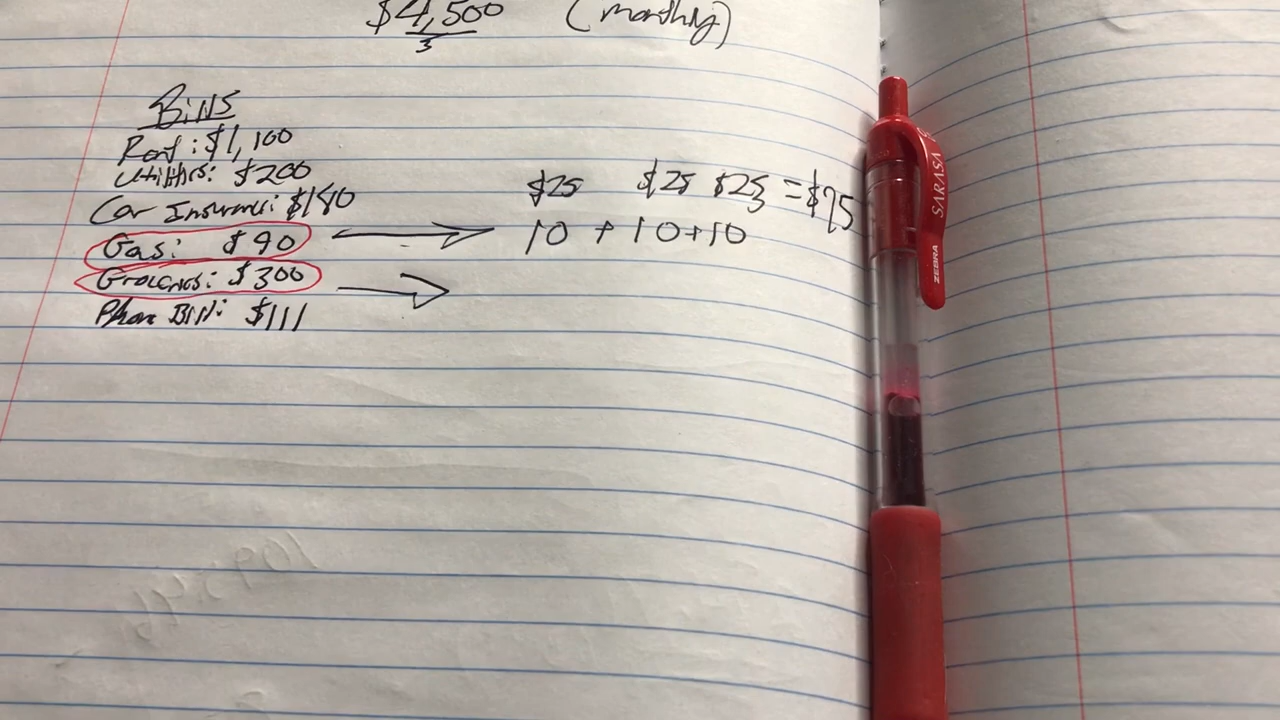 $4,500 (monthly)
3
Bills
Rent: $1,100
Utilities: $200
Car Insurance: $180
Gas: $90
Groceries: $300
Phone Bill: $111
$25 $25 $25 = $75
10 + 10+10
SARASA
ZEBRA